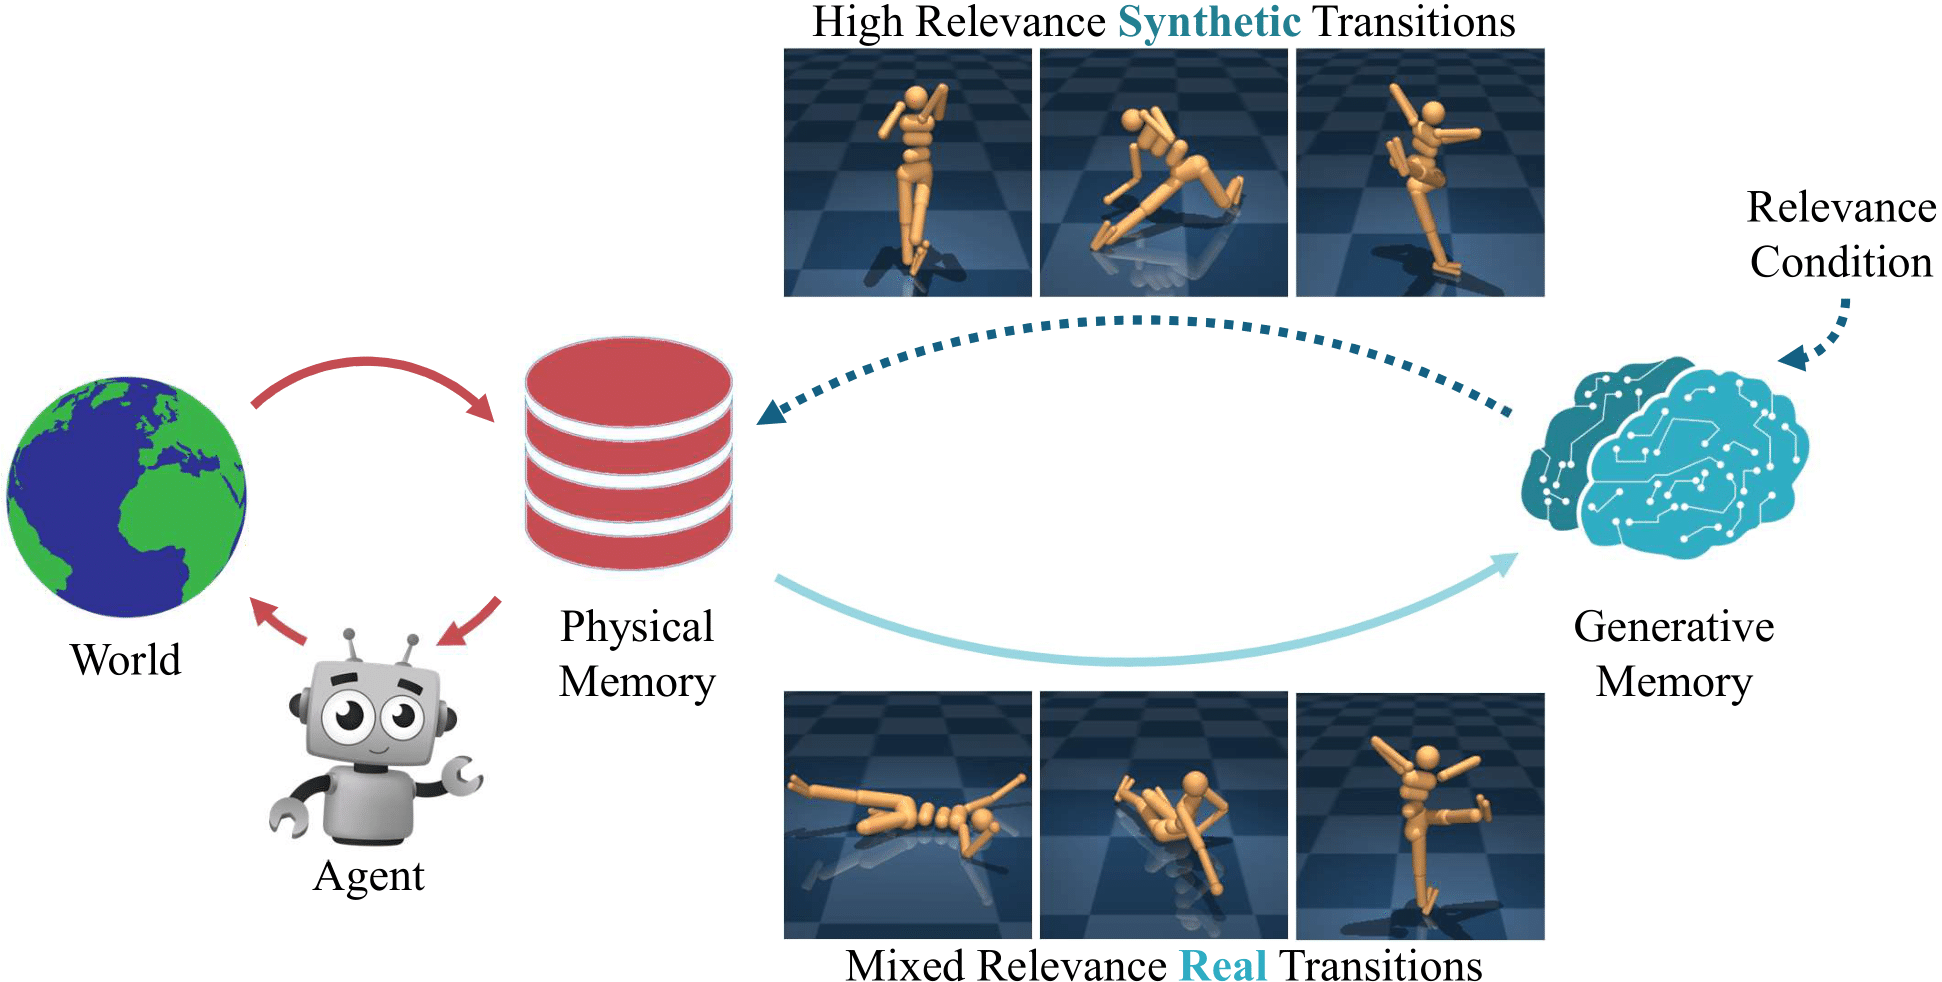 High Relevance Synthetic Transitions
Relevance
Condition
World
Physical
Memory
Generative
Memory
Agent
Mixed Relevance Real Transitions